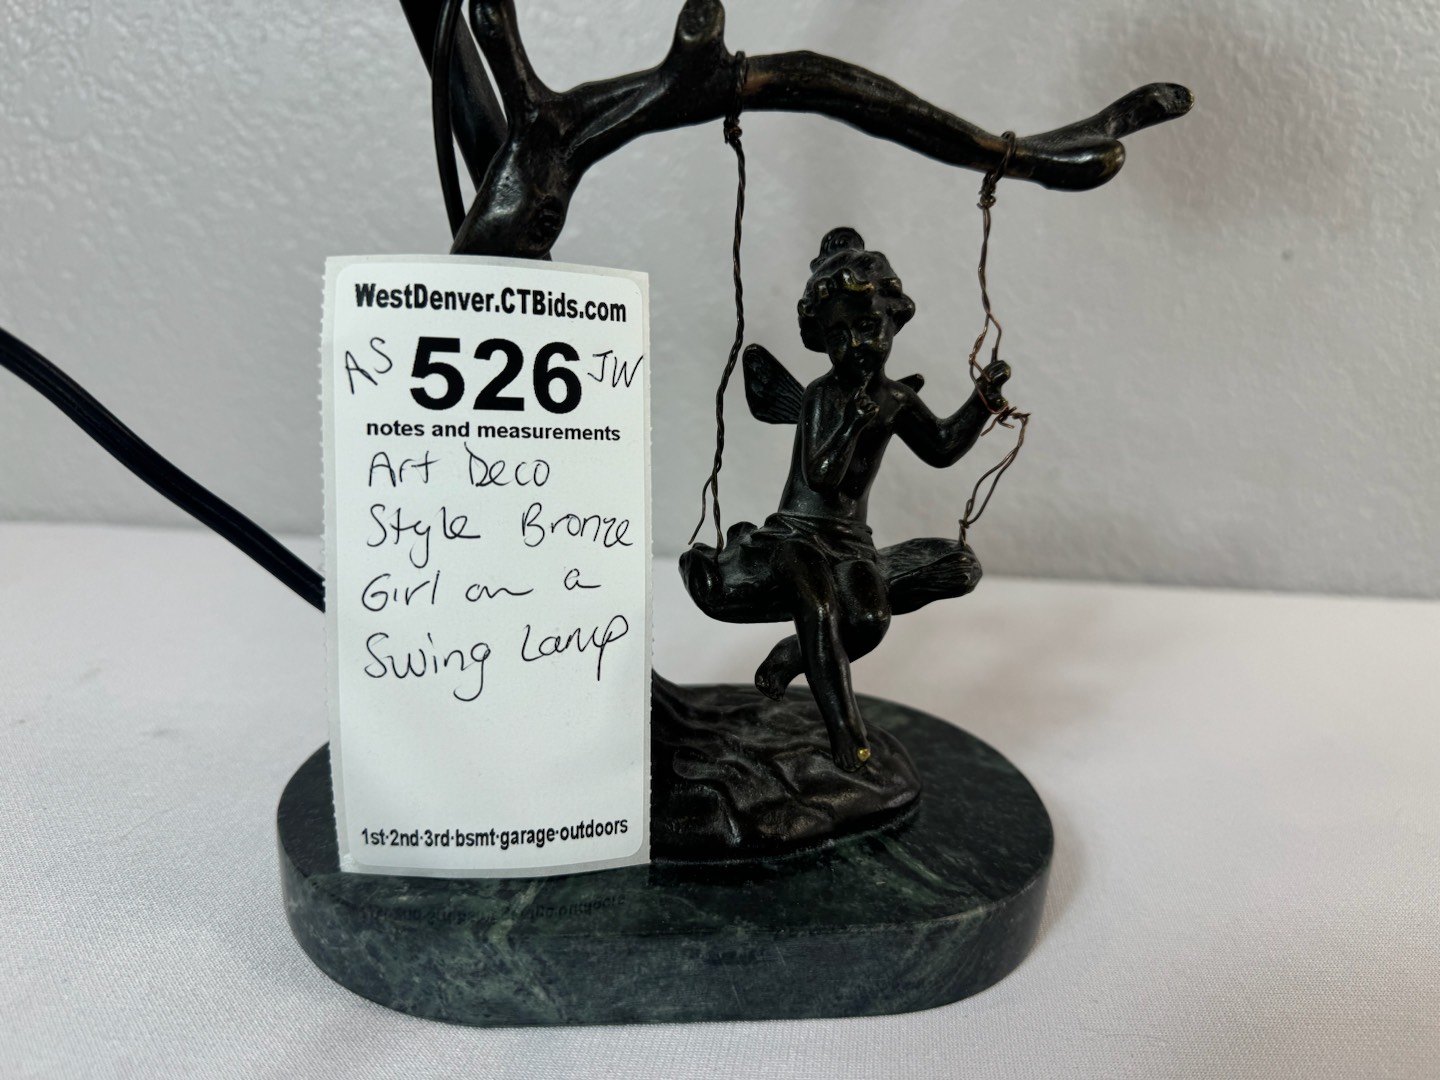 WestDenver.CTBids.com
AS 526 JW
notes and measurements
Art Deco
Style Bronze
Girl on a
Swing Lamp
1st·2nd·3rd·bsmt·garage·outdoors